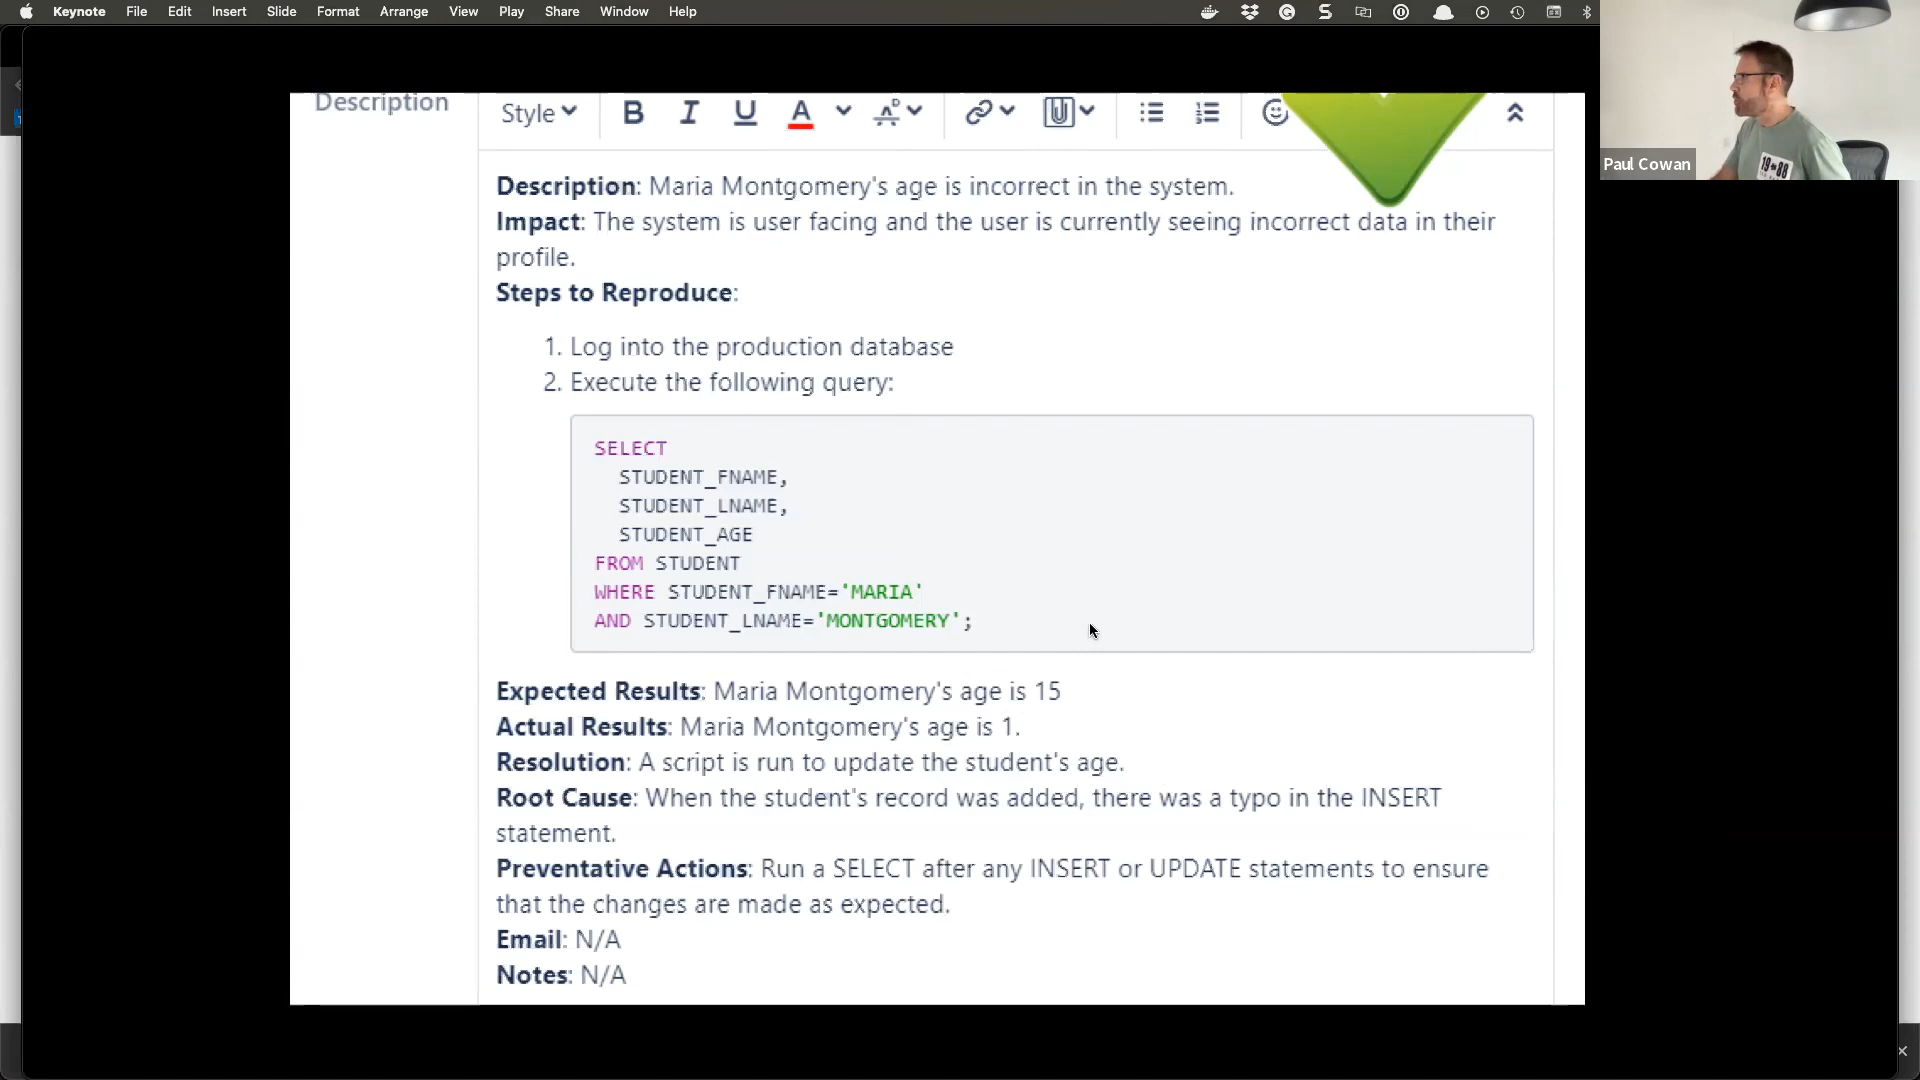 Keynote File Edit Insert Slide Format Arrange View Play Share Window Help
Paul Cowan
Description
Style B I U A
Description: Maria Montgomery's age is incorrect in the system.
Impact: The system is user facing and the user is currently seeing incorrect data in their
profile.
Steps to Reproduce:
1. Log into the production database
2. Execute the following query:
SELECT
STUDENT_FNAME,
STUDENT_LNAME,
STUDENT_AGE
FROM STUDENT
WHERE STUDENT_FNAME='MARIA'
AND STUDENT_LNAME='MONTGOMERY';
Expected Results: Maria Montgomery's age is 15
Actual Results: Maria Montgomery's age is 1.
Resolution: A script is run to update the student's age.
Root Cause: When the student's record was added, there was a typo in the INSERT
statement.
Preventative Actions: Run a SELECT after any INSERT or UPDATE statements to ensure
that the changes are made as expected.
Email: N/A
Notes: N/A